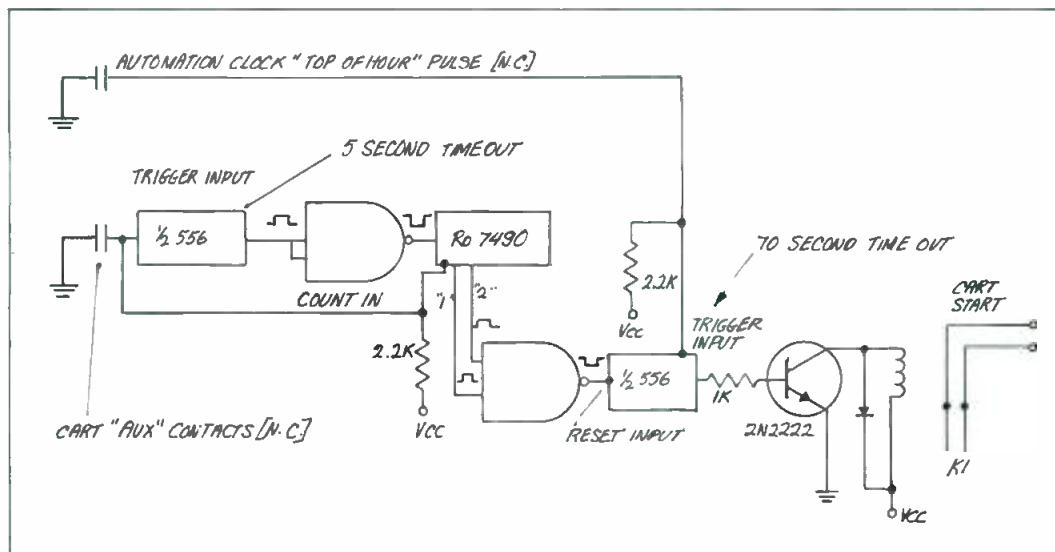 AUTOMATION CLOCK "TOP OF HOUR" PULSE [N.C.]
5 SECOND TIMEOUT
TRIGGER INPUT
½ 556
Ro 7490
70 SECOND TIME OUT
2.2K
CART
START
COUNT IN
"1"
"2"
VCC
TRIGGER
INPUT
2.2K
½ 556
1K
CART "AUX" CONTACTS [N.C.]
VCC
RESET INPUT
2N2222
K1
VCC